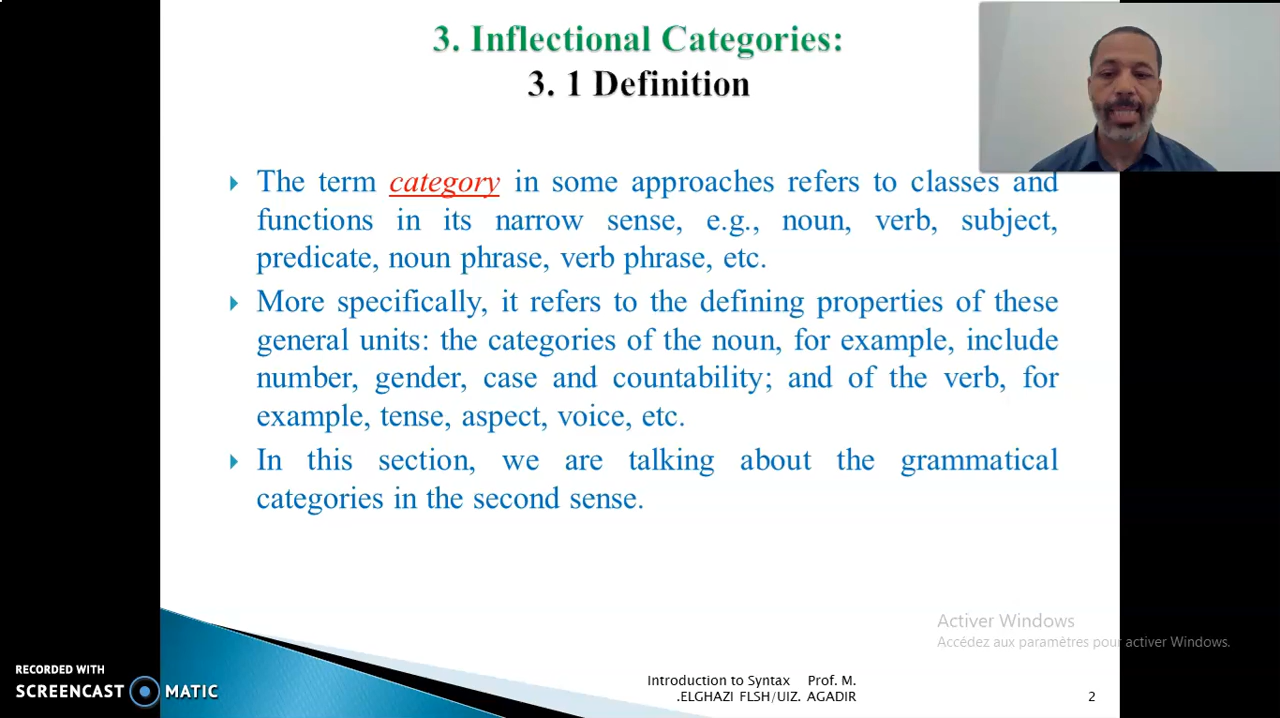 3. Inflectional Categories:
3. 1 Definition
The term category in some approaches refers to classes and
functions in its narrow sense, e.g., noun, verb, subject,
predicate, noun phrase, verb phrase, etc.
More specifically, it refers to the defining properties of these
general units: the categories of the noun, for example, include
number, gender, case and countability; and of the verb, for
example, tense, aspect, voice, etc.
In this section, we are talking about the grammatical
categories in the second sense.
Activer Windows
Accédez aux paramètres pour activer Windows.
RECORDED WITH
SCREENCAST MATIC
Introduction to Syntax Prof. M.
.ELGHAZI FLSH/UIZ. AGADIR
2